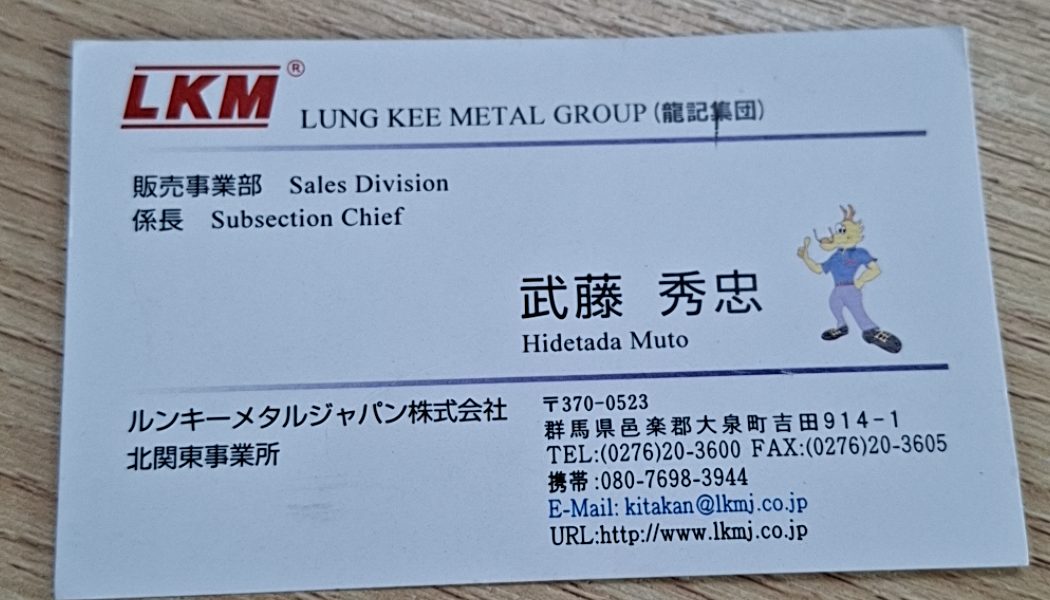 LKM®
LUNG KEE METAL GROUP(龍記集団)
販売事業部 Sales Division
係長 Subsection Chief
武藤 秀忠
Hidetada Muto
ルンキーメタルジャパン株式会社
北関東事業所
〒370-0523
群馬県邑楽郡大泉町吉田914-1
TEL:(0276)20-3600 FAX:(0276)20-3605
携帯:080-7698-3944
E-Mail: kitakan@lkmj.co.jp
URL:http://www.lkmj.co.jp